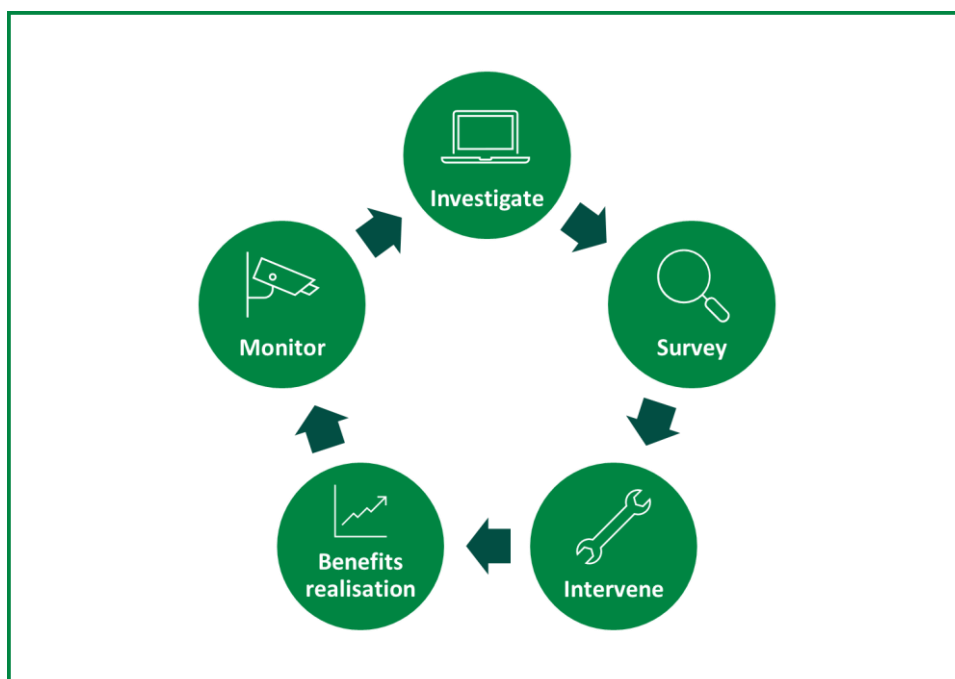 Investigate
Survey
Intervene
Benefits
realisation
Monitor